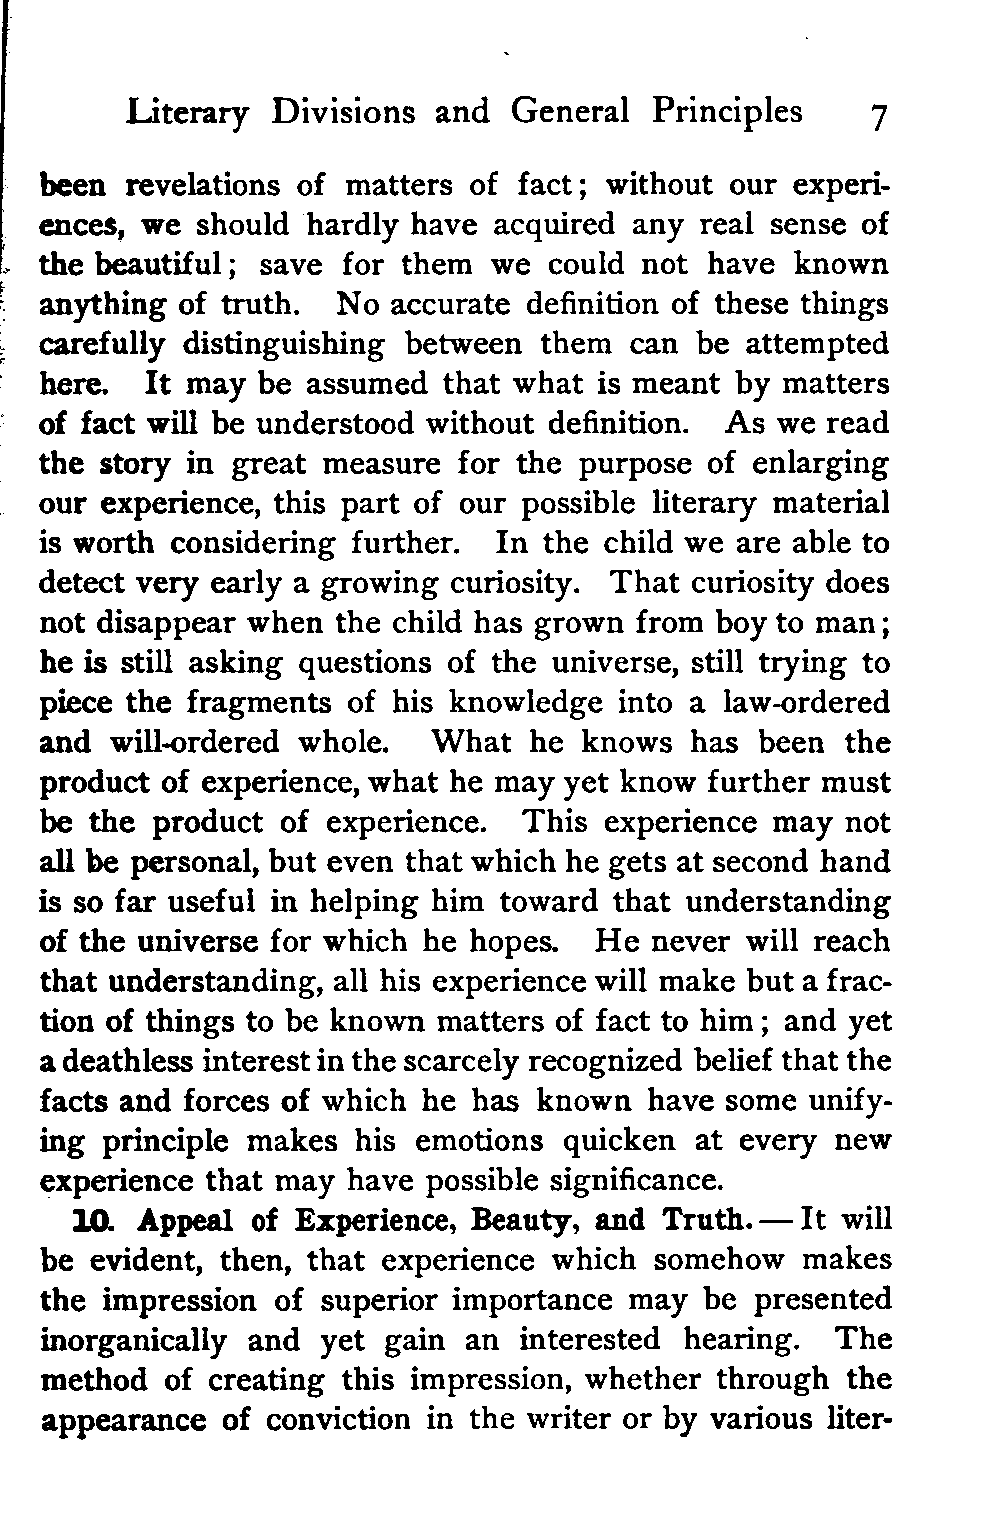 Literary Divisions and General Principles 7
been revelations of matters of fact; without our experi-
ences, we should hardly have acquired any real sense of
the beautiful; save for them we could not have known
anything of truth. No accurate definition of these things
carefully distinguishing between them can be attempted
here. It may be assumed that what is meant by matters
of fact will be understood without definition. As we read
the story in great measure for the purpose of enlarging
our experience, this part of our possible literary material
is worth considering further. In the child we are able to
detect very early a growing curiosity. That curiosity does
not disappear when the child has grown from boy to man;
he is still asking questions of the universe, still trying to
piece the fragments of his knowledge into a law-ordered
and will-ordered whole. What he knows has been the
product of experience, what he may yet know further must
be the product of experience. This experience may not
all be personal, but even that which he gets at second hand
is so far useful in helping him toward that understanding
of the universe for which he hopes. He never will reach
that understanding, all his experience will make but a frac-
tion of things to be known matters of fact to him; and yet
a deathless interest in the scarcely recognized belief that the
facts and forces of which he has known have some unify-
ing principle makes his emotions quicken at every new
experience that may have possible significance.
10. Appeal of Experience, Beauty, and Truth.—It will
be evident, then, that experience which somehow makes
the impression of superior importance may be presented
inorganically and yet gain an interested hearing. The
method of creating this impression, whether through the
appearance of conviction in the writer or by various liter-